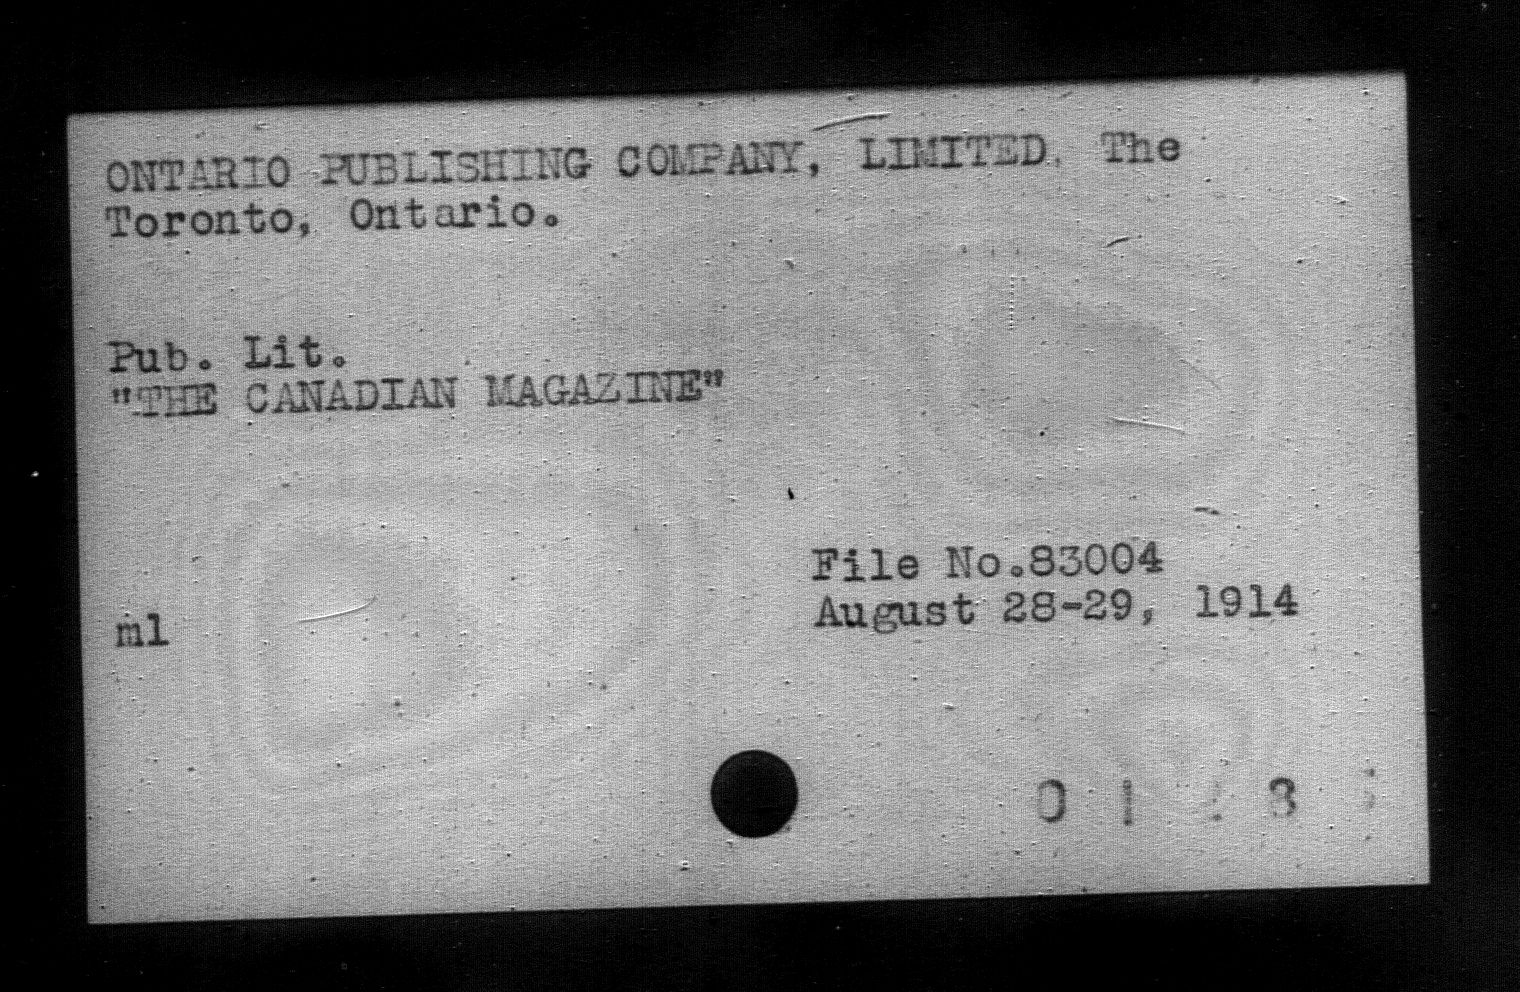 ONTARIO PUBLISHING COMPANY, LIMITED. The
Toronto, Ontario.
Pub. Lit.
"THE CANADIAN MAGAZINE"
File No.83004
August 28-29, 1914
ml